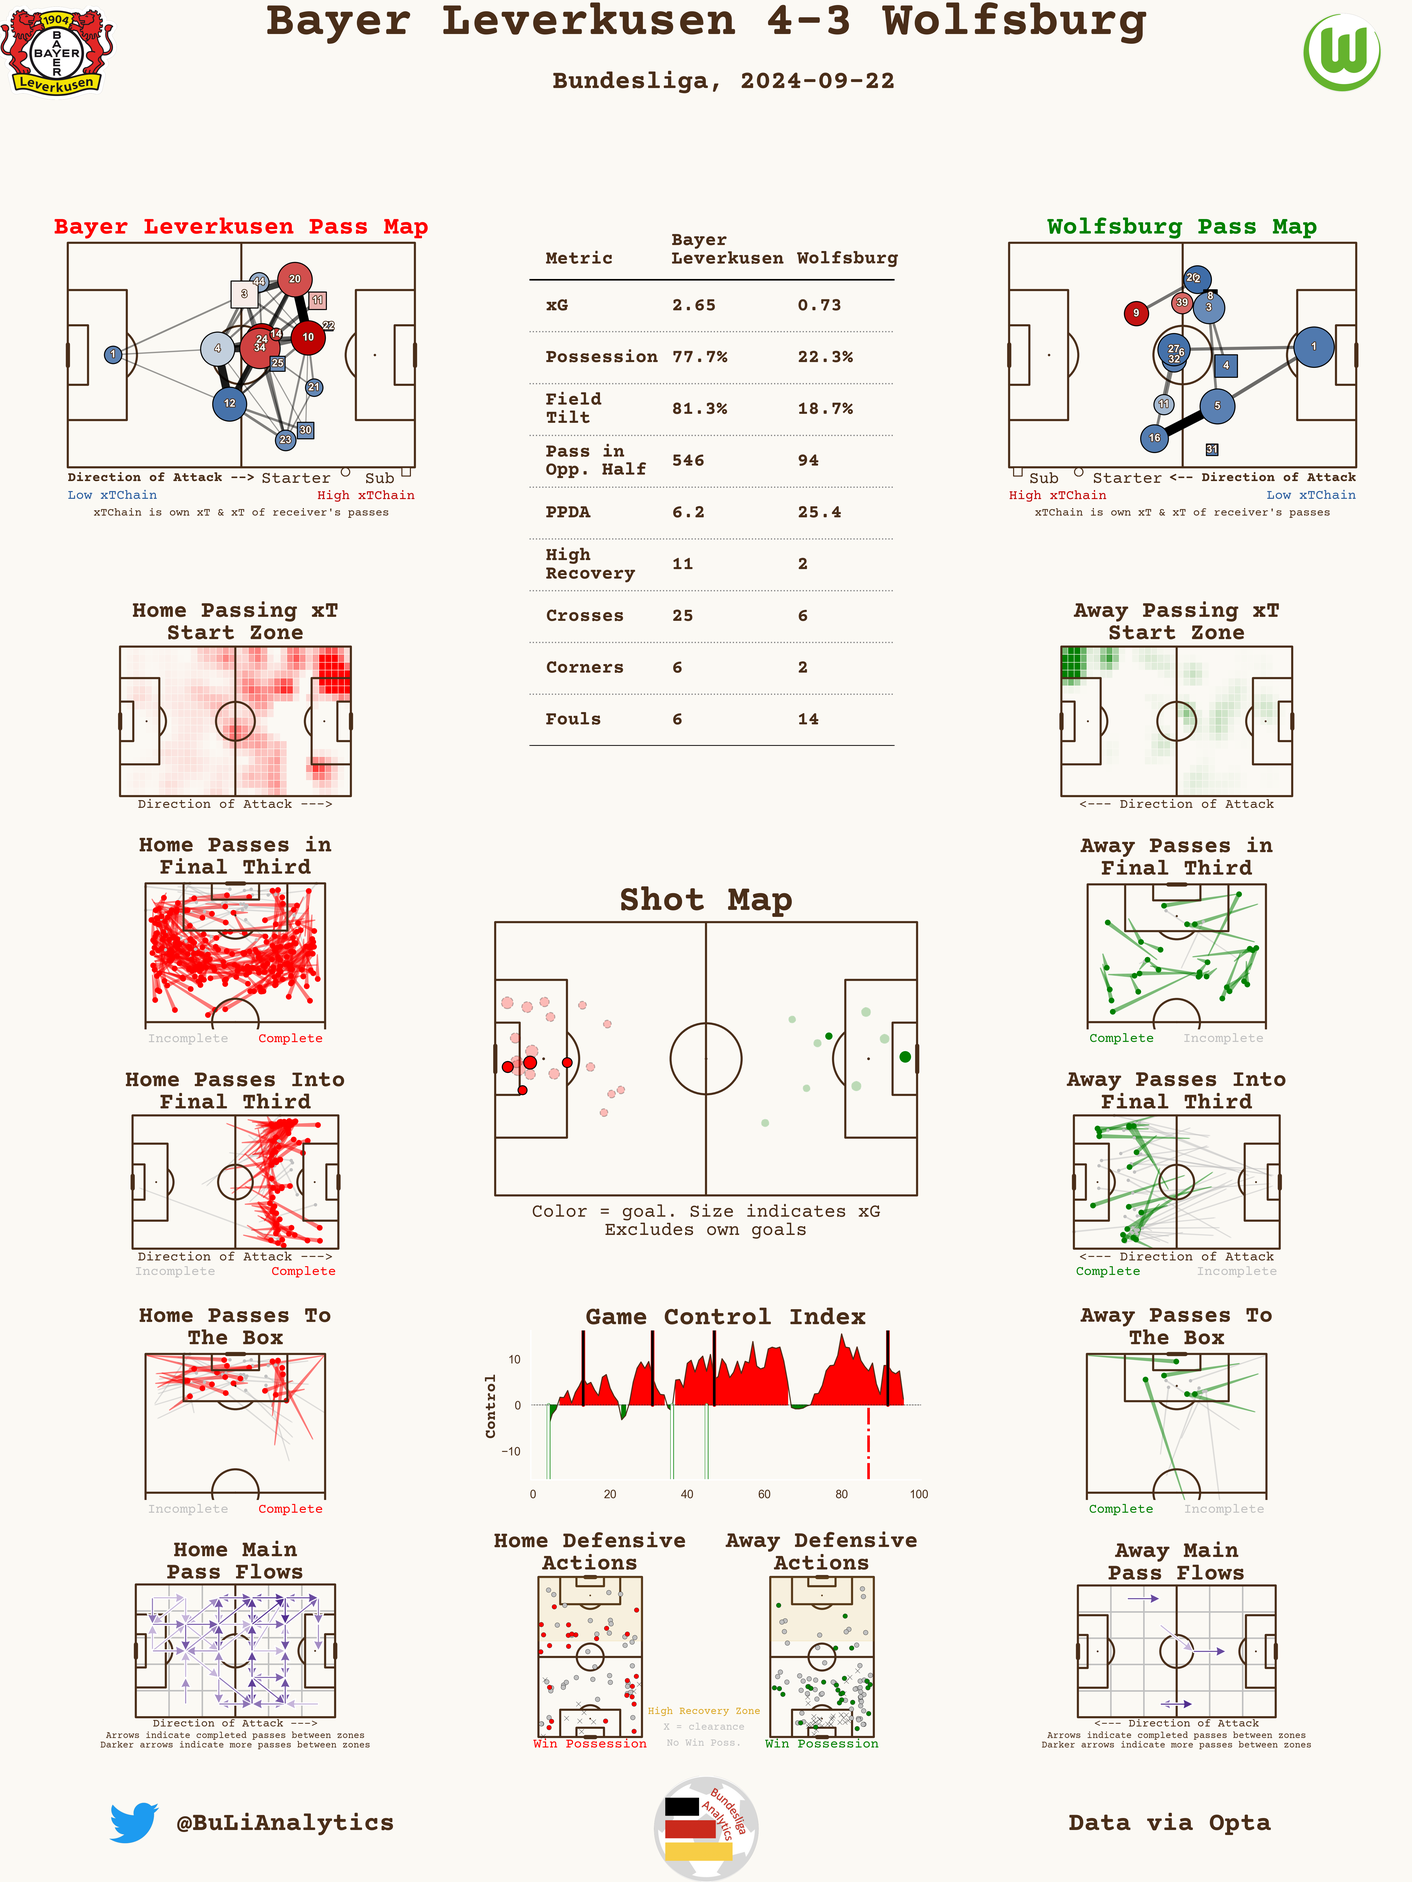 Bayer Leverkusen 4-3 Wolfsburg
Bundesliga, 2024-09-22
1904
BAYER
BAYER
Leverkusen
W
Bayer Leverkusen Pass Map
1
3
44
20
11
22
10
14
24
34
4
25
21
12
30
23
Direction of Attack --> Starter Sub
Low xTChain High xTChain
xTChain is own xT & xT of receiver's passes
Metric Bayer Leverkusen Wolfsburg
xG 2.65 0.73
Possession 77.7% 22.3%
Field Tilt 81.3% 18.7%
Pass in Opp. Half 546 94
PPDA 6.2 25.4
High Recovery 11 2
Crosses 25 6
Corners 6 2
Fouls 6 14
Wolfsburg Pass Map
2
8
39
3
9
27
6
32
1
4
11
5
16
31
Sub Starter <-- Direction of Attack
High xTChain Low xTChain
xTChain is own xT & xT of receiver's passes
Home Passing xT
Start Zone
Direction of Attack --->
Away Passing xT
Start Zone
<--- Direction of Attack
Home Passes in
Final Third
Incomplete Complete
Away Passes in
Final Third
Complete Incomplete
Shot Map
Color = goal. Size indicates xG
Excludes own goals
Home Passes Into
Final Third
Direction of Attack --->
Incomplete Complete
Away Passes Into
Final Third
<--- Direction of Attack
Complete Incomplete
Home Passes To
The Box
Incomplete Complete
Game Control Index
Control
10
0
−10
0 20 40 60 80 100
Away Passes To
The Box
Complete Incomplete
Home Main
Pass Flows
Direction of Attack --->
Arrows indicate completed passes between zones
Darker arrows indicate more passes between zones
Home Defensive
Actions
Win Possession
High Recovery Zone
X = clearance
No Win Poss.
Away Defensive
Actions
Win Possession
Away Main
Pass Flows
<--- Direction of Attack
Arrows indicate completed passes between zones
Darker arrows indicate more passes between zones
@BuLiAnalytics
Bundesliga
Analytics
Data via Opta